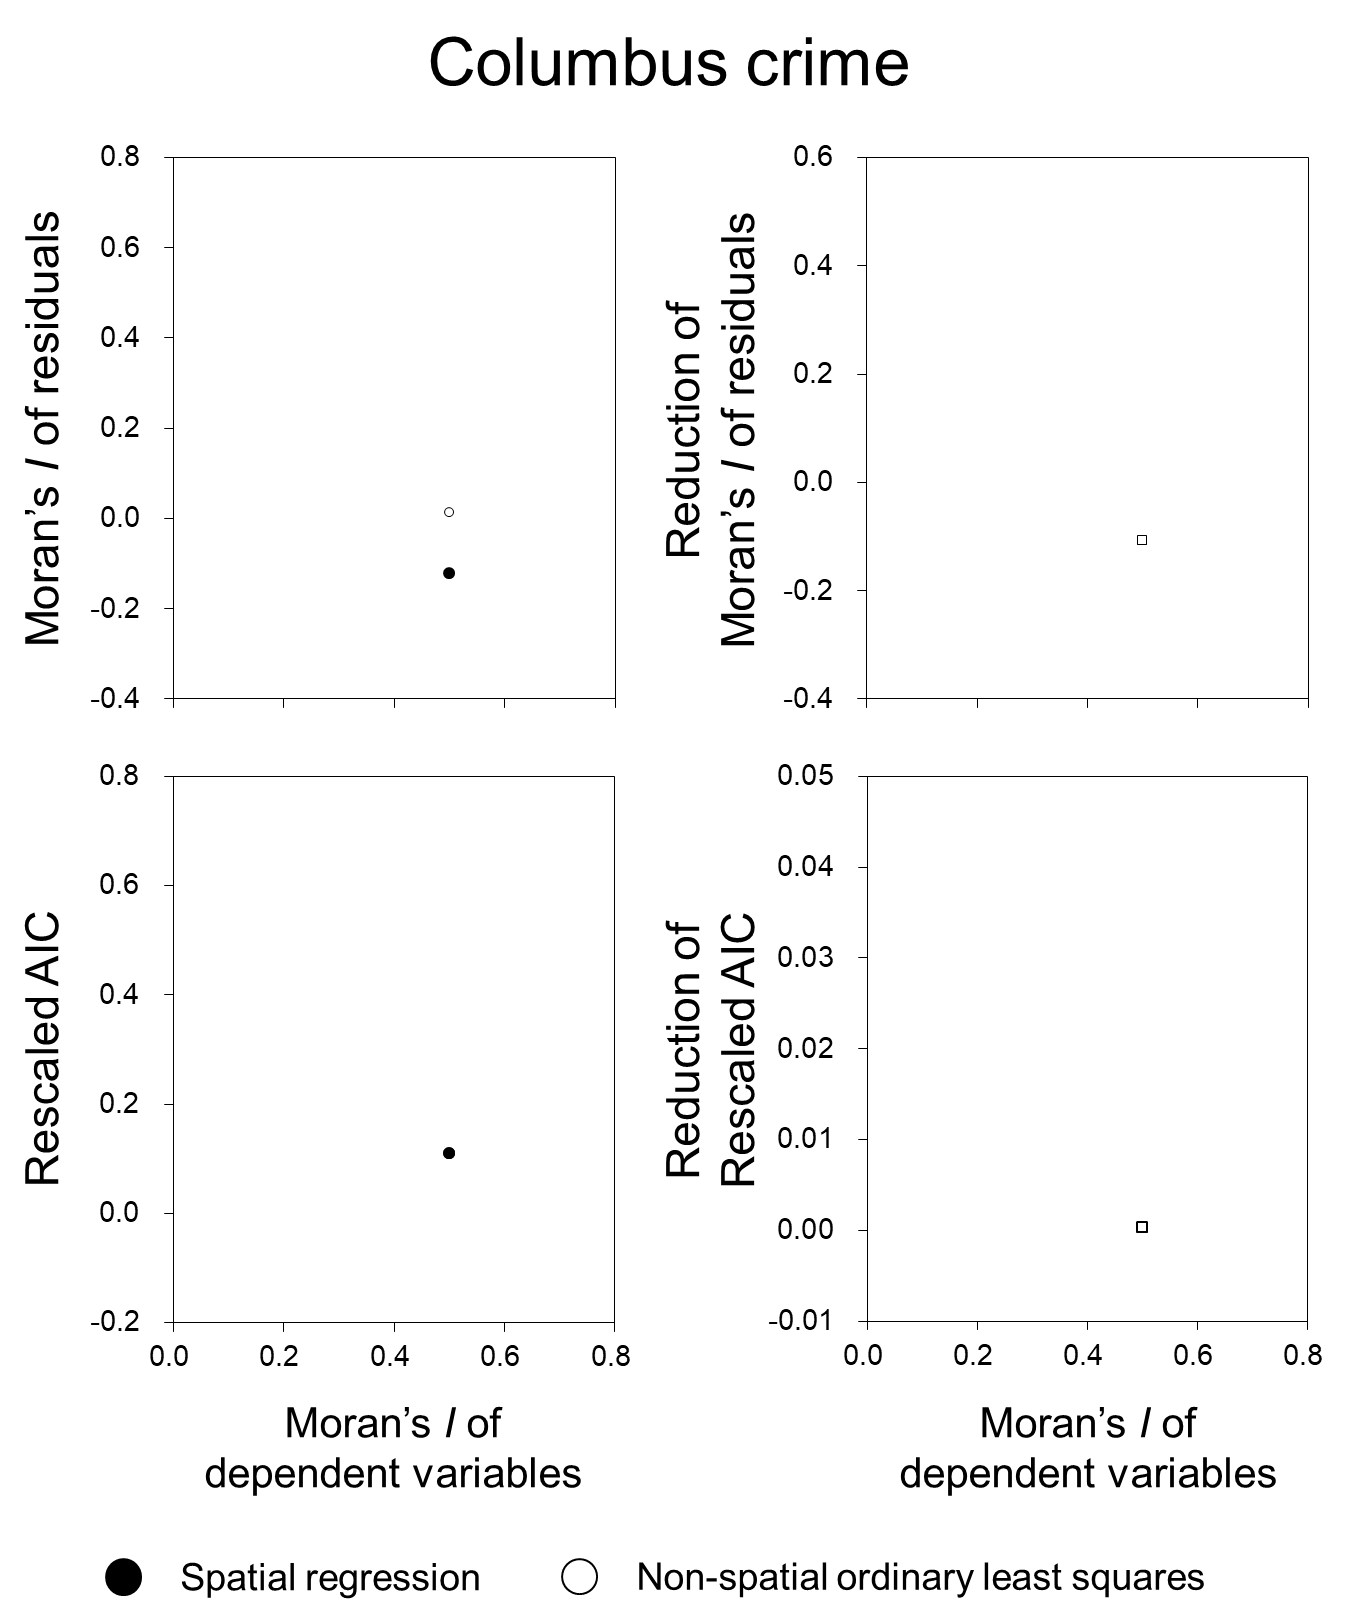 Columbus crime
0.8
0.6
0.4
0.2
0.0
-0.2
-0.4
Moran’s I of residuals
0.6
0.4
0.2
0.0
-0.2
-0.4
Reduction of
Moran’s I of residuals
0.8
0.6
0.4
0.2
0.0
-0.2
Rescaled AIC
0.0 0.2 0.4 0.6 0.8
Moran’s I of
dependent variables
0.05
0.04
0.03
0.02
0.01
0.00
-0.01
Reduction of
Rescaled AIC
0.0 0.2 0.4 0.6 0.8
Moran’s I of
dependent variables
Spatial regression
Non-spatial ordinary least squares